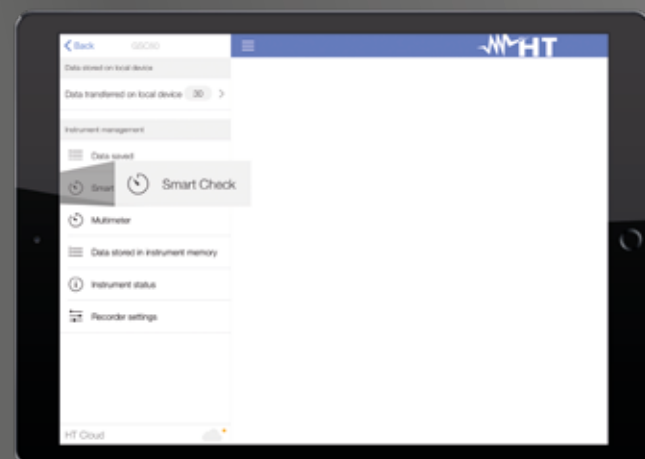 Back GSC60
HT
Data stored on local device
Data transferred on local device 30
Instrument management
Data saved
Smart
Smart Check
Multimeter
Data stored in instrument memory
Instrument status
Recorder settings
HT Cloud